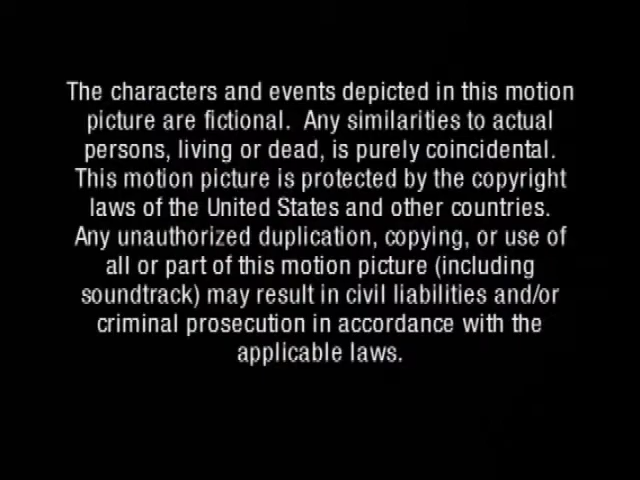 The characters and events depicted in this motion
picture are fictional.  Any similarities to actual
persons, living or dead, is purely coincidental.
This motion picture is protected by the copyright
laws of the United States and other countries.
Any unauthorized duplication, copying, or use of
all or part of this motion picture (including
soundtrack) may result in civil liabilities and/or
criminal prosecution in accordance with the
applicable laws.